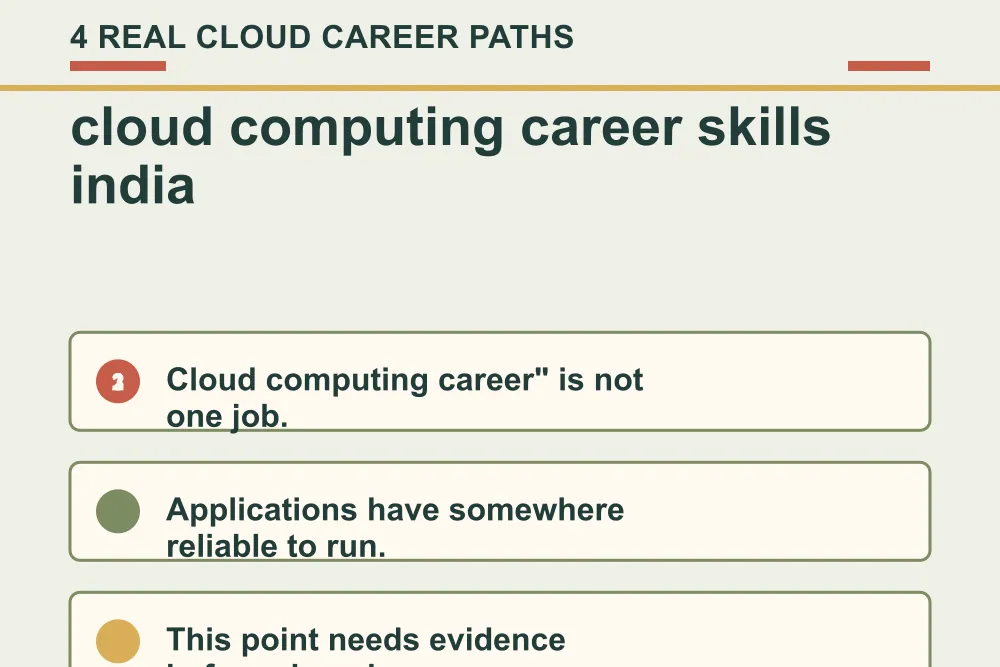 4 REAL CLOUD CAREER PATHS
cloud computing career skills
india
Cloud computing career" is not
one job.
Applications have somewhere
reliable to run.
This point needs evidence